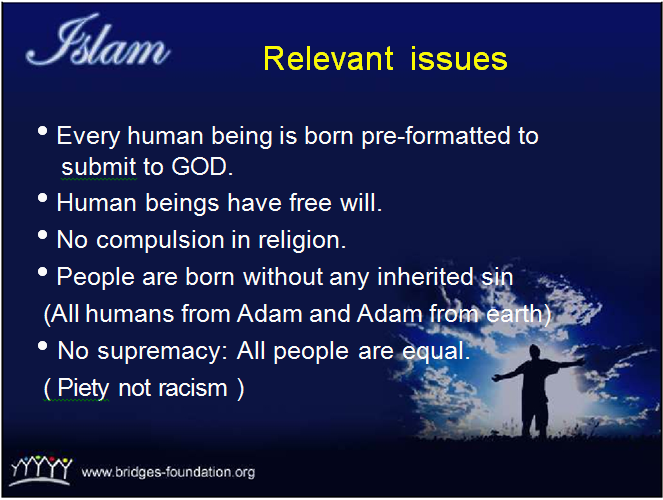 Islam
Relevant issues
• Every human being is born pre-formatted to
submit to GOD.
• Human beings have free will.
• No compulsion in religion.
• People are born without any inherited sin
(All humans from Adam and Adam from earth)
• No supremacy: All people are equal.
( Piety not racism )
www.bridges-foundation.org